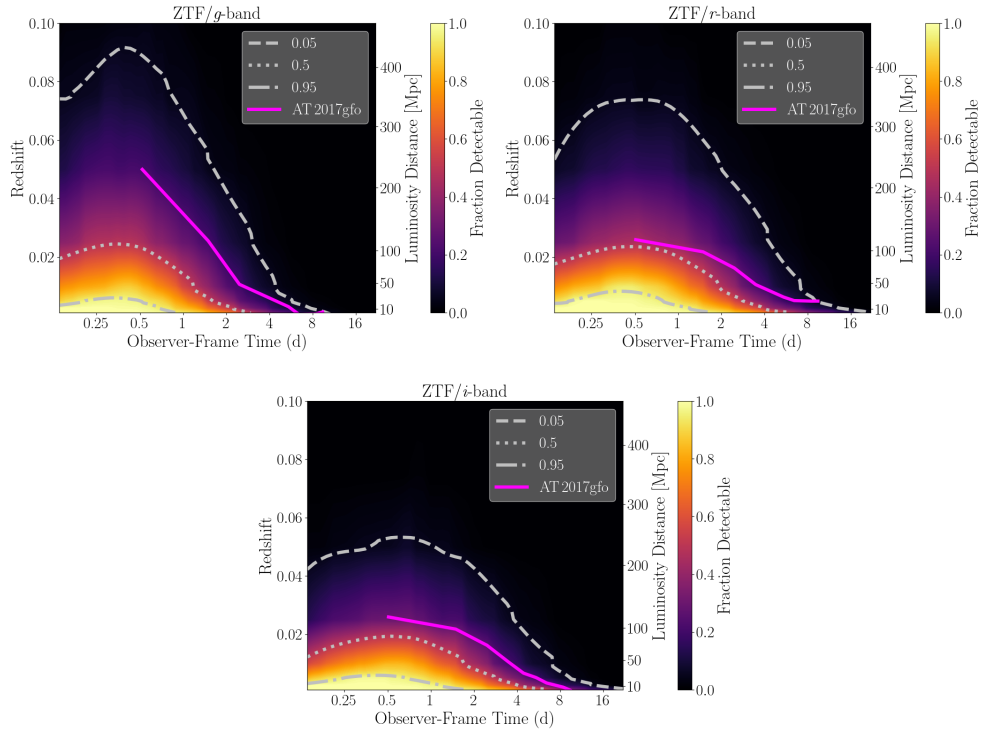 ZTF/g-band
0.10
0.08
0.06
0.04
0.02
Redshift
0.25 0.5 1 2 4 8 16
Observer-Frame Time (d)
0.05
0.5
0.95
AT 2017gfo
400
300
200
100
50
10
Luminosity Distance [Mpc]
1.0
0.8
0.6
0.4
0.2
0.0
Fraction Detectable
ZTF/r-band
0.10
0.08
0.06
0.04
0.02
Redshift
0.25 0.5 1 2 4 8 16
Observer-Frame Time (d)
0.05
0.5
0.95
AT 2017gfo
400
300
200
100
50
10
Luminosity Distance [Mpc]
1.0
0.8
0.6
0.4
0.2
0.0
Fraction Detectable
ZTF/i-band
0.10
0.08
0.06
0.04
0.02
Redshift
0.25 0.5 1 2 4 8 16
Observer-Frame Time (d)
0.05
0.5
0.95
AT 2017gfo
400
300
200
100
50
10
Luminosity Distance [Mpc]
1.0
0.8
0.6
0.4
0.2
0.0
Fraction Detectable